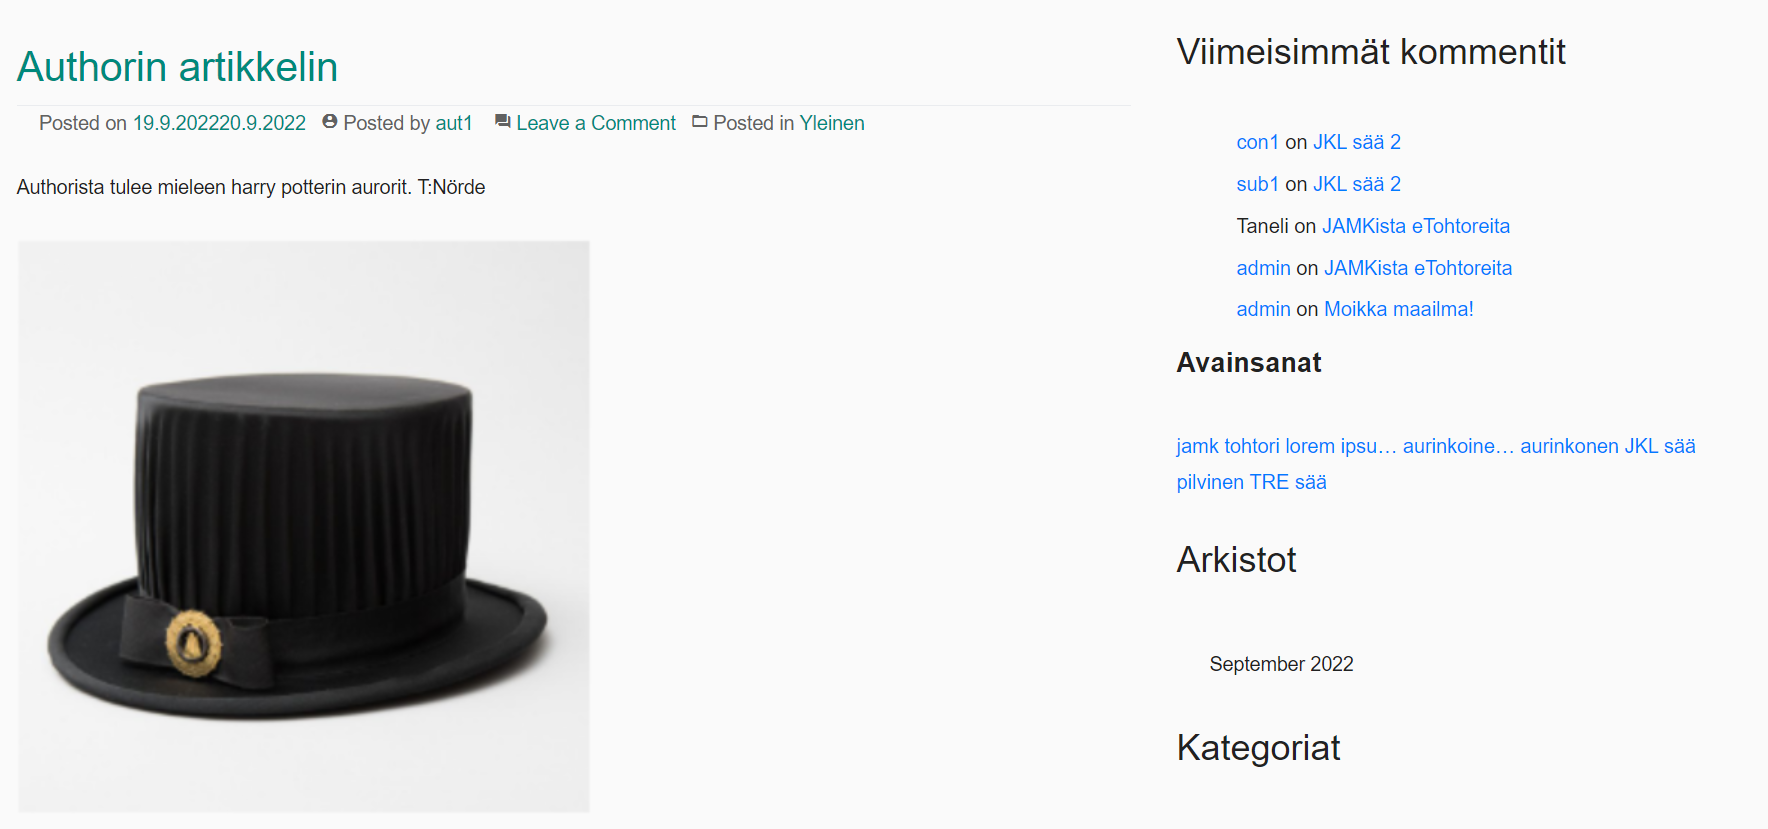 Authorin artikkelin
Posted on 19.9.202220.9.2022 Posted by aut1 Leave a Comment Posted in Yleinen
Authorista tulee mieleen harry potterin aurorit. T:Nörde
Viimeisimmät kommentit
con1 on JKL sää 2
sub1 on JKL sää 2
Taneli on JAMKista eTohtoreita
admin on JAMKista eTohtoreita
admin on Moikka maailma!
Avainsanat
jamk tohtori lorem ipsu… aurinkoine… aurinkonen JKL sää
pilvinen TRE sää
Arkistot
September 2022
Kategoriat